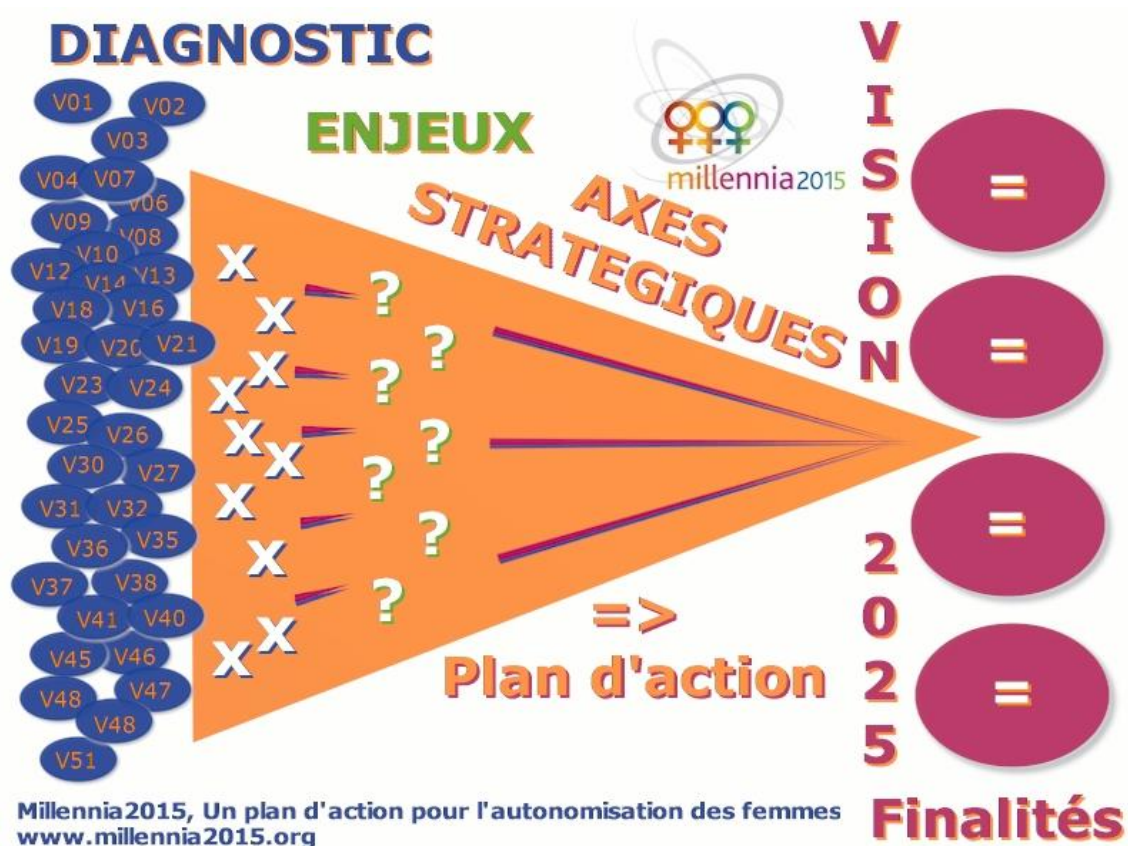 DIAGNOSTIC
V01
V02
V03
V04
V07
V06
V09
V08
V10
V12
V14
V13
V18
V16
V19
V20
V21
V23
V24
V25
V26
V30
V27
V31
V32
V36
V35
V37
V38
V41
V40
V45
V46
V48
V47
V48
V51
ENJEUX
millennia2015
AXES
STRATEGIQUES
X
X
X
X
X
X
X
X
X
X
?
?
?
?
?
?
?
=>
Plan d'action
VISION
2025
=
=
=
=
Finalités
Millennia2015, Un plan d'action pour l'autonomisation des femmes
www.millennia2015.org